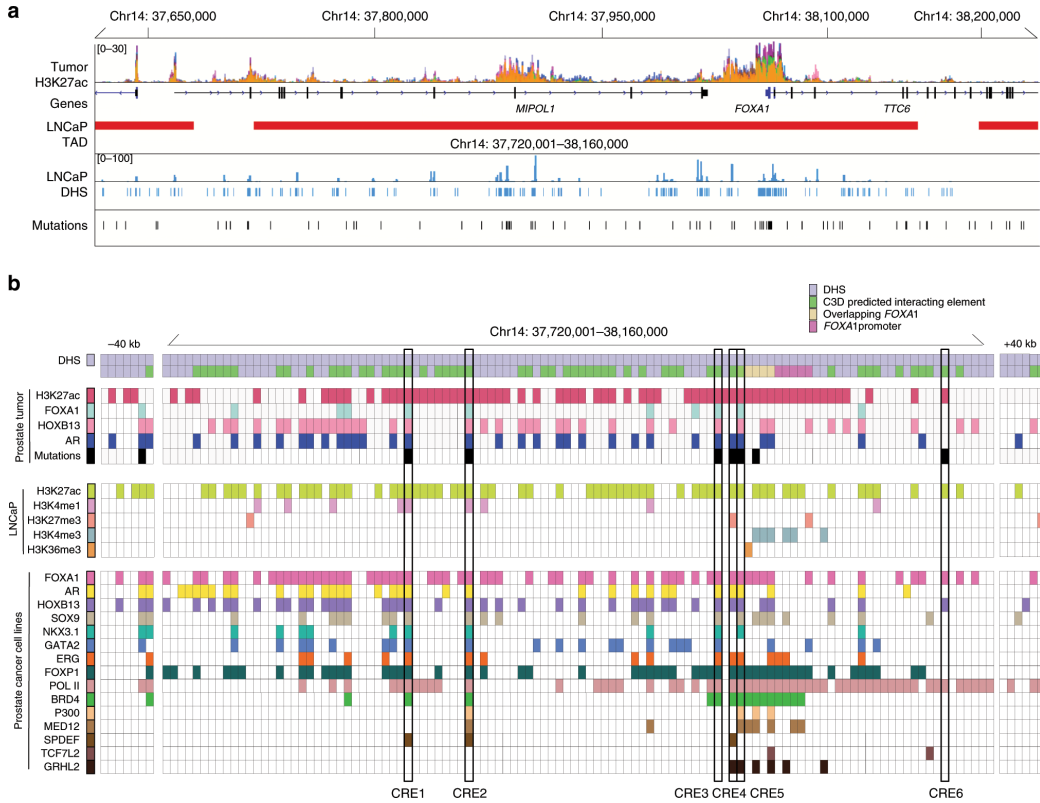 a
Chr14: 37,650,000
Chr14: 37,800,000
Chr14: 37,950,000
Chr14: 38,100,000
Chr14: 38,200,000
[0–30]
Tumor
H3K27ac
Genes
MIPOL1
FOXA1
TTC6
LNCaP
TAD
Chr14: 37,720,001–38,160,000
[0–100]
LNCaP
DHS
Mutations
b
DHS
C3D predicted interacting element
Overlapping FOXA1
FOXA1promoter
–40 kb
Chr14: 37,720,001–38,160,000
+40 kb
DHS
Prostate tumor
H3K27ac
FOXA1
HOXB13
AR
Mutations
LNCaP
H3K27ac
H3K4me1
H3K27me3
H3K4me3
H3K36me3
Prostate cancer cell lines
FOXA1
AR
HOXB13
SOX9
NKX3.1
GATA2
ERG
FOXP1
POL II
BRD4
P300
MED12
SPDEF
TCF7L2
GRHL2
CRE1
CRE2
CRE3
CRE4
CRE5
CRE6